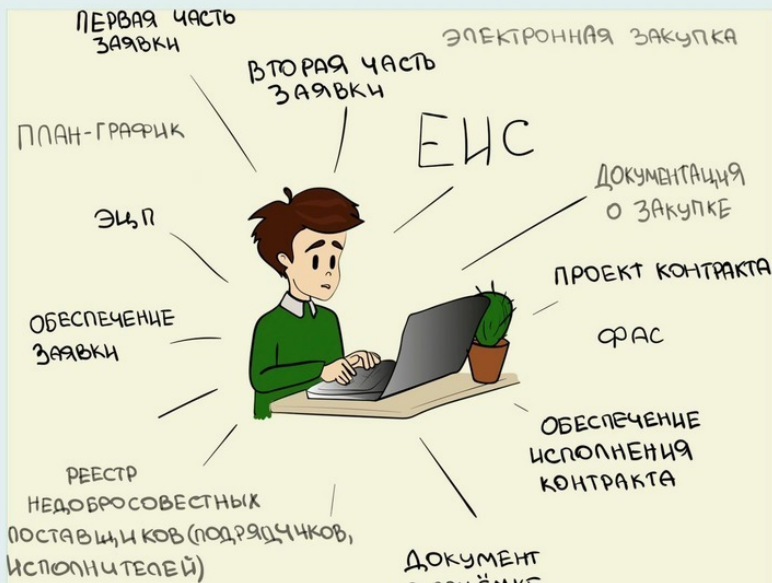 ПЕРВАЯ ЧАСТЬ
ЗАЯВКИ
ЭЛЕКТРОННАЯ ЗАКУПКА
ВТОРАЯ ЧАСТЬ
ЗАЯВКИ
ПЛАН-ГРАФИК
ЕИС
ДОКУМЕНТАЦИЯ
О ЗАКУПКЕ
ЭЦП
ПРОЕКТ КОНТРАКТА
ОБЕСПЕЧЕНИЕ
ЗАЯВКИ
ФАС
ОБЕСПЕЧЕНИЕ
ИСПОЛНЕНИЯ
КОНТРАКТА
РЕЕСТР
НЕДОБРОСОВЕСТНЫХ
ПОСТАВЩИКОВ (ПОДРЯДЧИКОВ,
ИСПОЛНИТЕЛЕЙ)
ДОКУМЕНТ